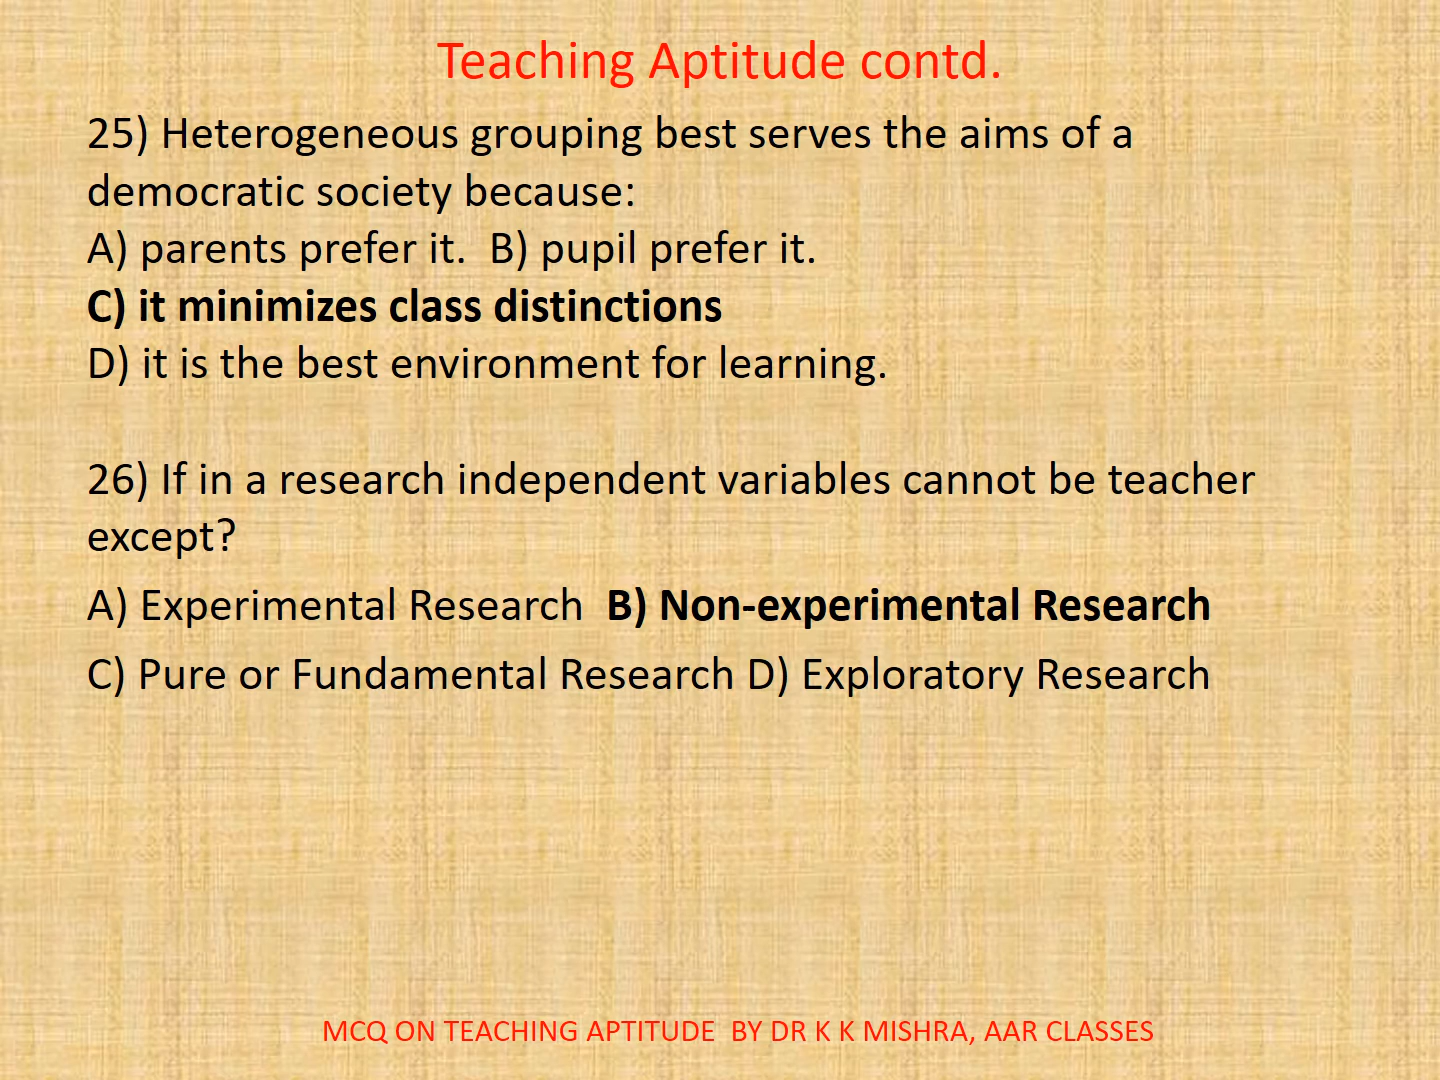 Teaching Aptitude contd.
25) Heterogeneous grouping best serves the aims of a
democratic society because:
A) parents prefer it.  B) pupil prefer it.
C) it minimizes class distinctions
D) it is the best environment for learning.
26) If in a research independent variables cannot be teacher
except?
A) Experimental Research  B) Non-experimental Research
C) Pure or Fundamental Research D) Exploratory Research
MCQ ON TEACHING APTITUDE  BY DR K K MISHRA, AAR CLASSES